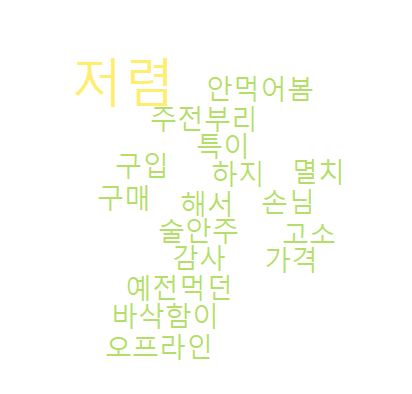 저렴
안먹어봄
주전부리
특이
구입
하지
멸치
구매
해서
손님
술안주
고소
감사
가격
예전먹던
바삭함이
오프라인